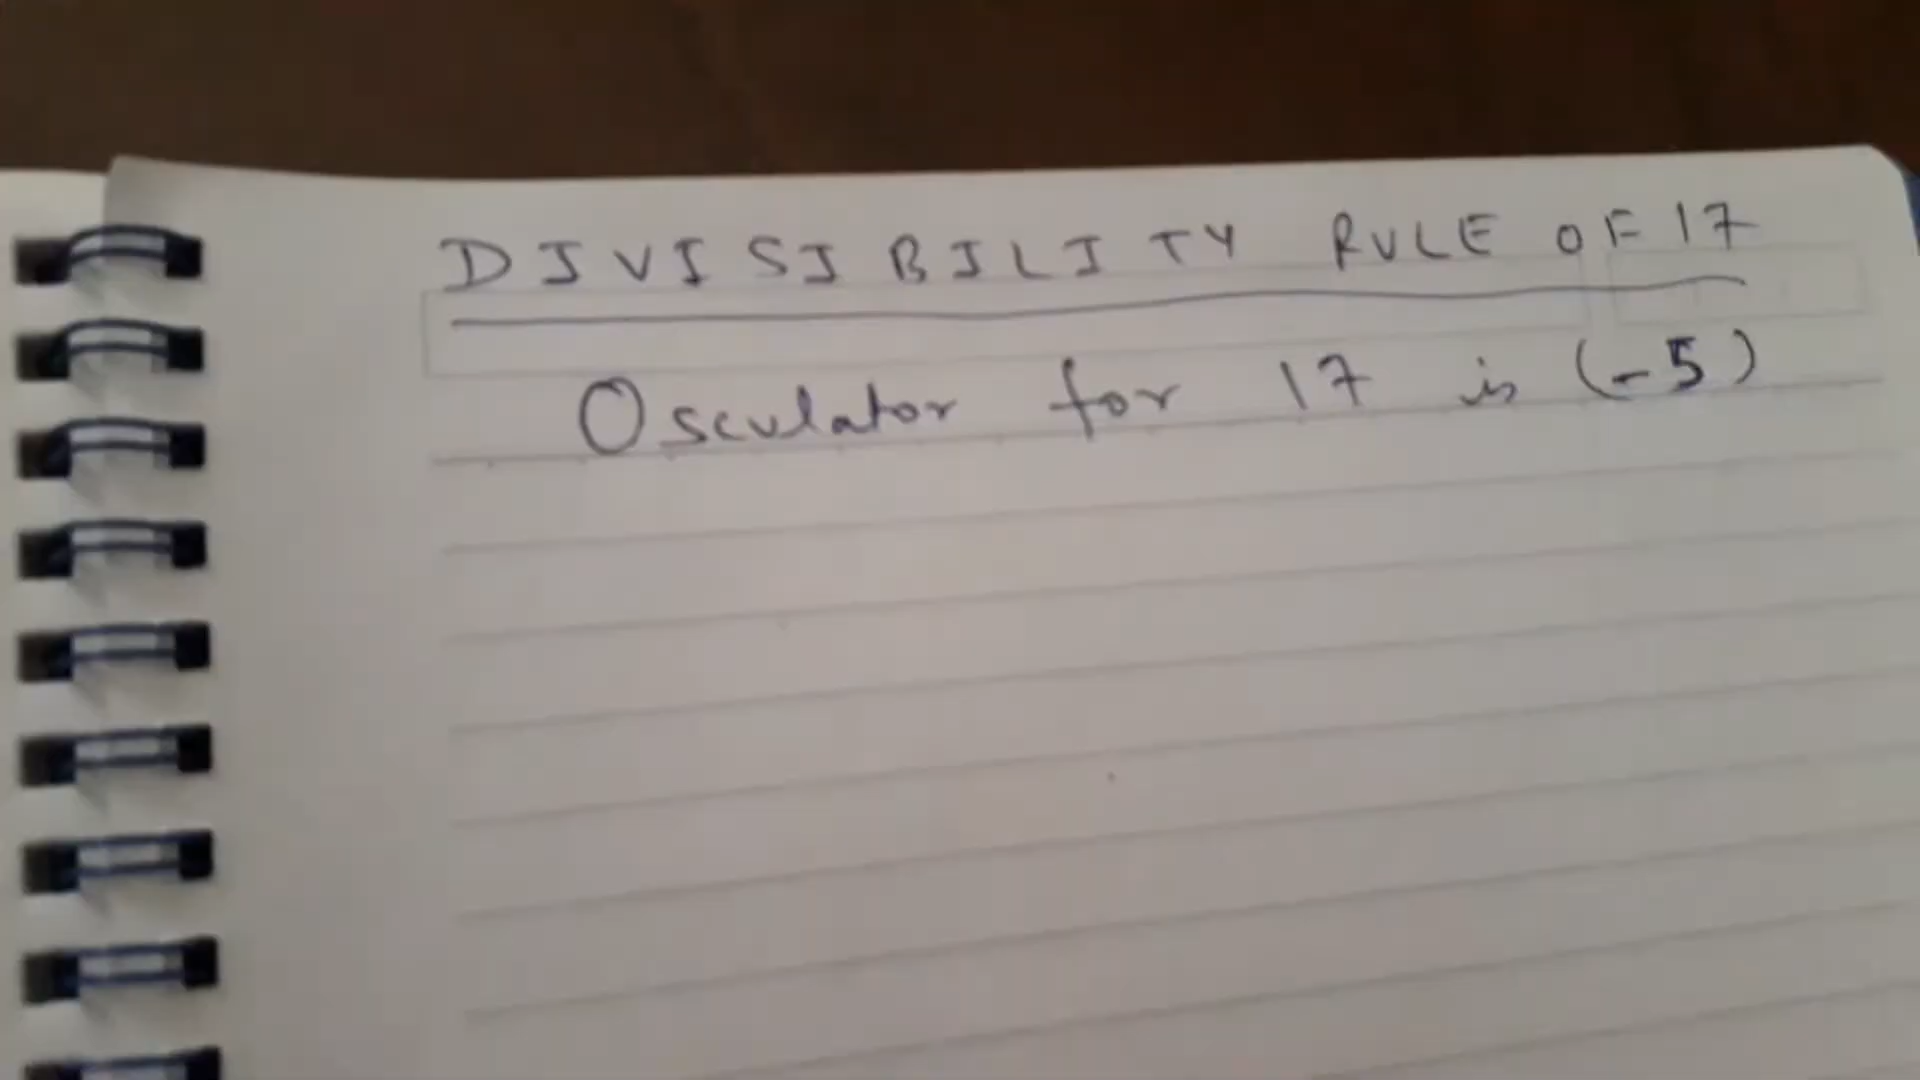 DIVISIBILITY RULE OF 17
Osculator for 17 is (-5)